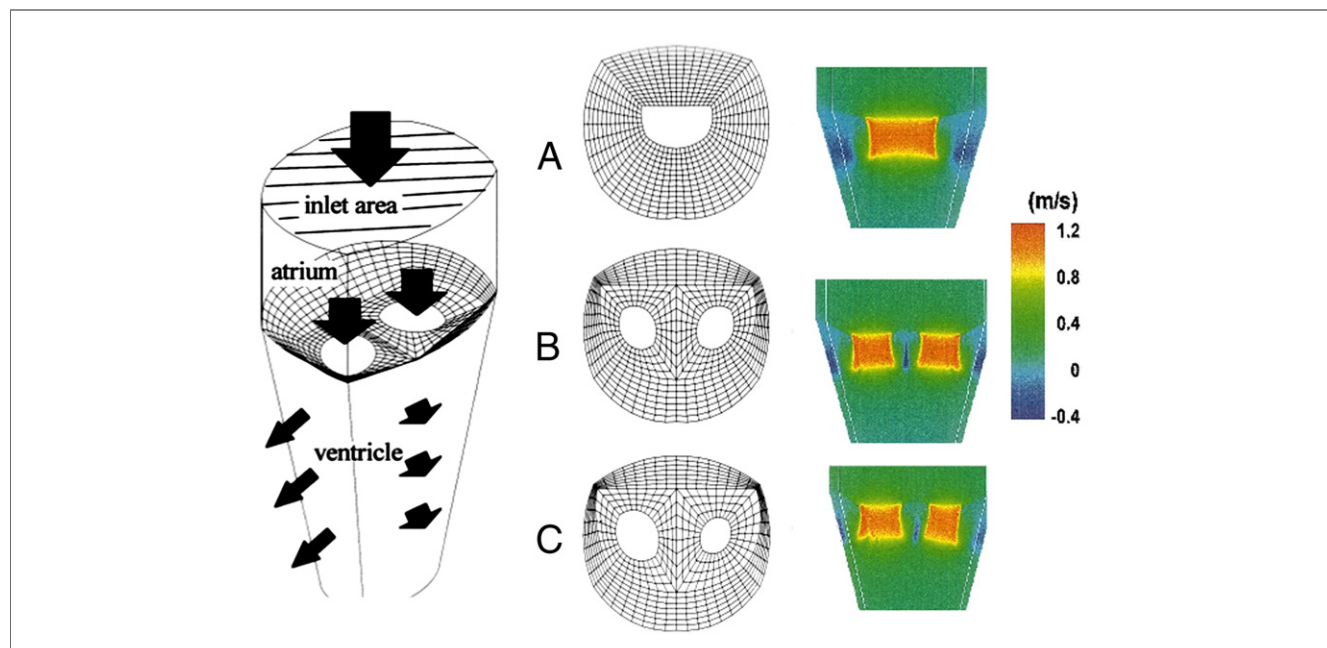 inlet area
atrium
ventricle
A
B
C
(m/s)
1.2
0.8
0.4
0
-0.4